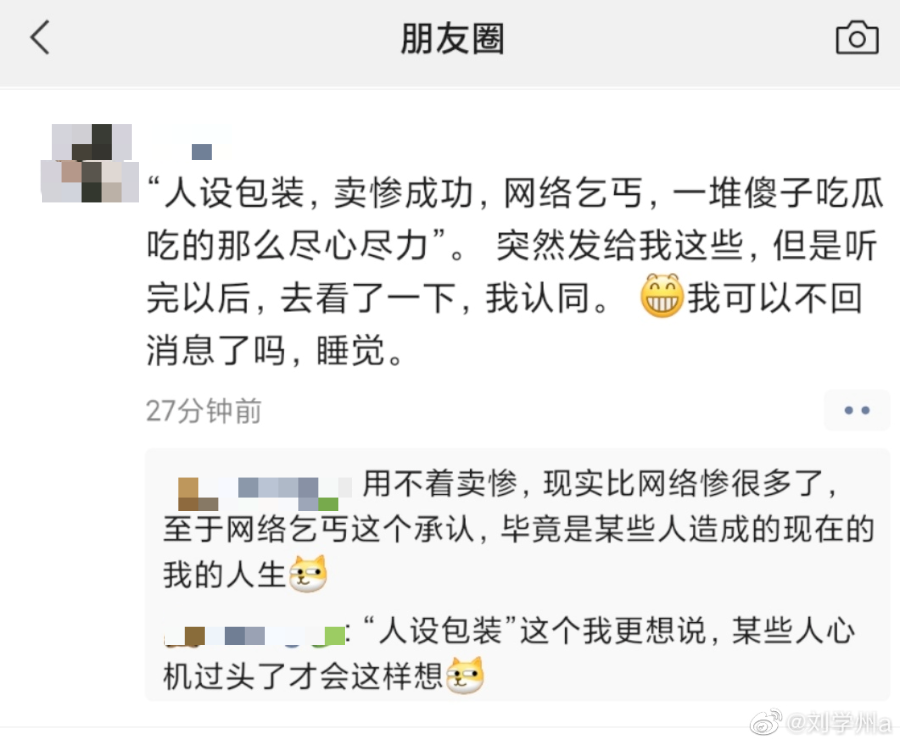 朋友圈
“人设包装，卖惨成功，网络乞丐，一堆傻子吃瓜
吃的那么尽心尽力”。 突然发给我这些，但是听
完以后，去看了一下，我认同。 我可以不回
消息了吗，睡觉。
27分钟前
用不着卖惨，现实比网络惨很多了，
至于网络乞丐这个承认，毕竟是某些人造成的现在的
我的人生
: “人设包装”这个我更想说，某些人心
机过头了才会这样想
@刘学州a